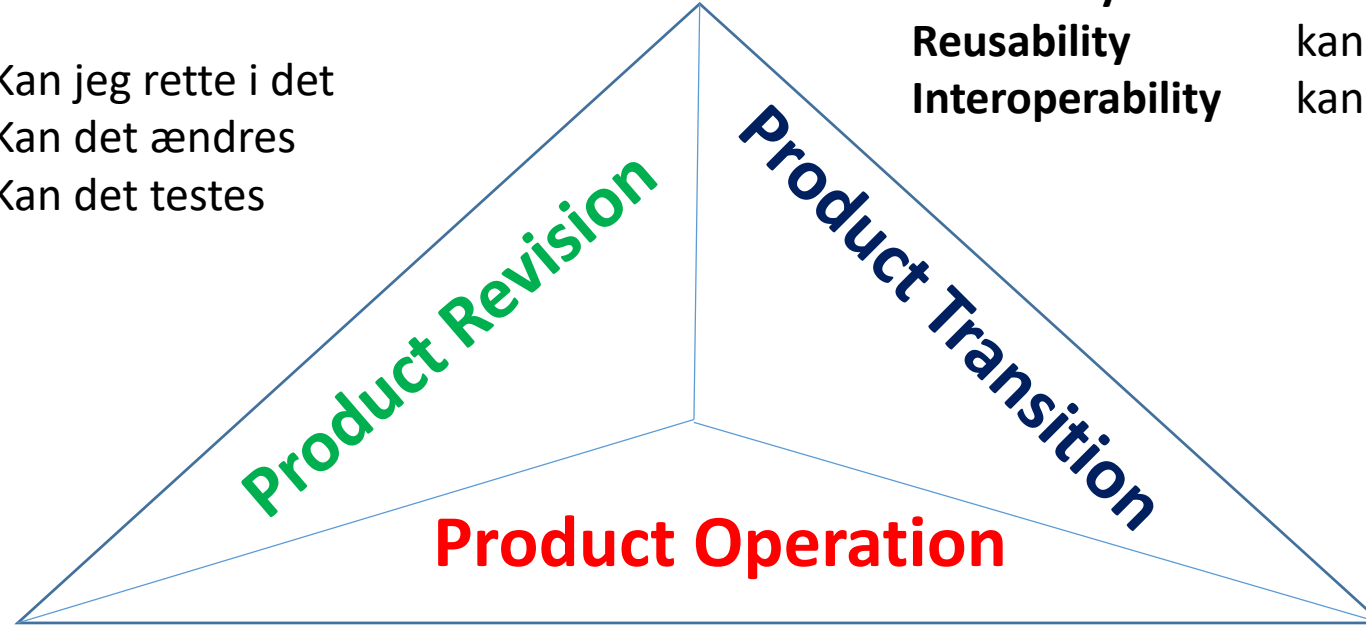 Kan jeg rette i det
Kan det ændres
Kan det testes
Reusability kan
Interoperability kan
Product Revision
Product Transition
Product Operation